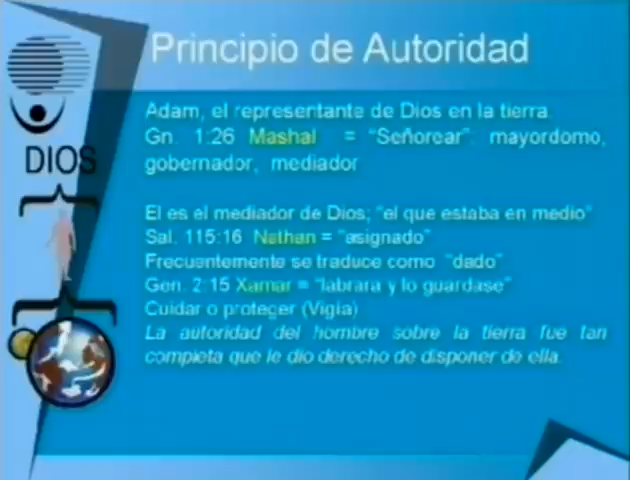 Principio de Autoridad
Adam, el representante de Dios en la tierra.
Gn. 1:26 Mashal = "Señorear". mayordomo,
gobernador, mediador
DIOS
El es el mediador de Dios; "el que estaba en medio"
Sal. 115:16 Nathan = "asignado"
Frecuentemente se traduce como "dado"
Gen. 2:15 Xamar = "labrara y lo guardase"
Cuidar o proteger (Vigía)
La autoridad del hombre sobre la tierra fue tan
completa que le dio derecho de disponer de ella.